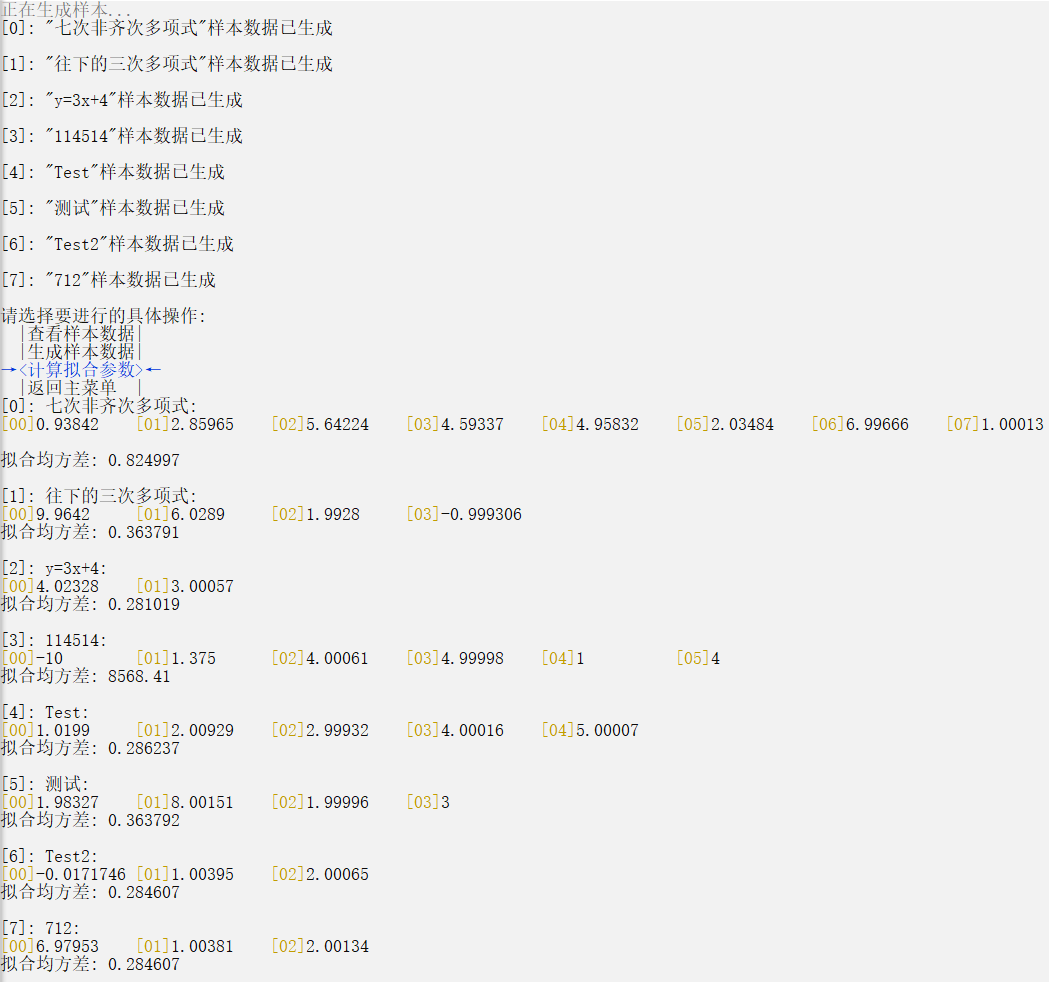 正在生成样本...
[0]: "七次非齐次多项式"样本数据已生成
[1]: "往下的三次多项式"样本数据已生成
[2]: "y=3x+4"样本数据已生成
[3]: "114514"样本数据已生成
[4]: "Test"样本数据已生成
[5]: "测试"样本数据已生成
[6]: "Test2"样本数据已生成
[7]: "712"样本数据已生成
请选择要进行的具体操作:
|查看样本数据|
|生成样本数据|
→<计算拟合参数>←
|返回主菜单 |
[0]: 七次非齐次多项式:
[00]0.93842 [01]2.85965 [02]5.64224 [03]4.59337 [04]4.95832 [05]2.03484 [06]6.99666 [07]1.00013
拟合均方差: 0.824997
[1]: 往下的三次多项式:
[00]9.9642 [01]6.0289 [02]1.9928 [03]-0.999306
拟合均方差: 0.363791
[2]: y=3x+4:
[00]4.02328 [01]3.00057
拟合均方差: 0.281019
[3]: 114514:
[00]-10 [01]1.375 [02]4.00061 [03]4.99998 [04]1 [05]4
拟合均方差: 8568.41
[4]: Test:
[00]1.0199 [01]2.00929 [02]2.99932 [03]4.00016 [04]5.00007
拟合均方差: 0.286237
[5]: 测试:
[00]1.98327 [01]8.00151 [02]1.99996 [03]3
拟合均方差: 0.363792
[6]: Test2:
[00]-0.0171746 [01]1.00395 [02]2.00065
拟合均方差: 0.284607
[7]: 712:
[00]6.97953 [01]1.00381 [02]2.00134
拟合均方差: 0.284607